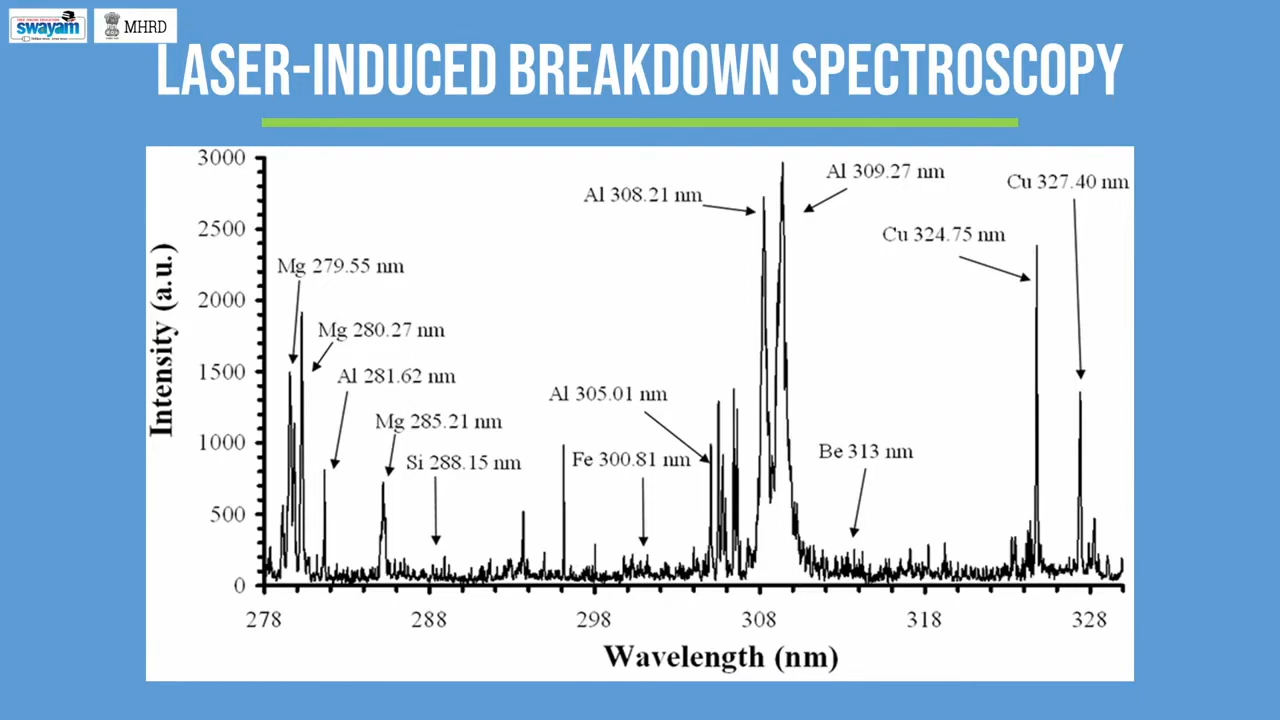 swayam
MHRD
LASER-INDUCED BREAKDOWN SPECTROSCOPY
3000
2500
2000
1500
1000
500
0
Intensity (a.u.)
Mg 279.55 nm
Mg 280.27 nm
Al 281.62 nm
Mg 285.21 nm
Si 288.15 nm
Al 308.21 nm
Al 305.01 nm
Fe 300.81 nm
Al 309.27 nm
Be 313 nm
Cu 324.75 nm
Cu 327.40 nm
278 288 298 308 318 328
Wavelength (nm)